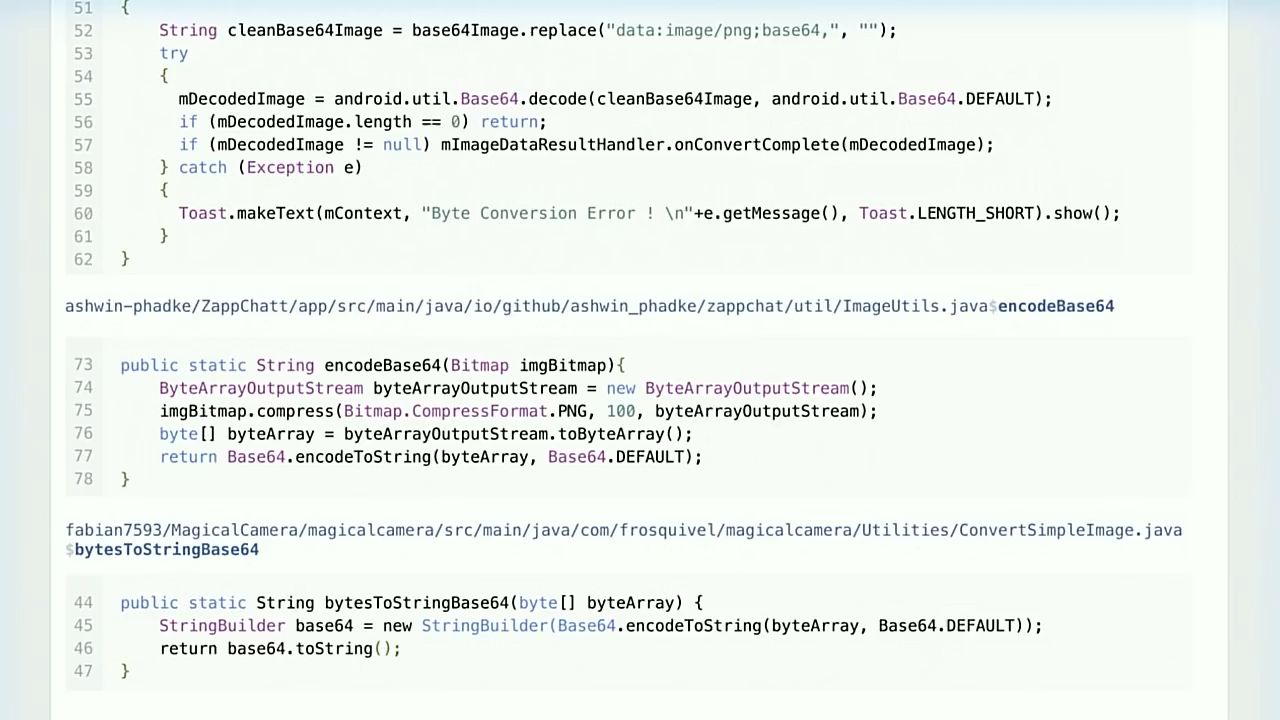 51 {
52 String cleanBase64Image = base64Image.replace("data:image/png;base64,", "");
53 try
54 {
55 mDecodedImage = android.util.Base64.decode(cleanBase64Image, android.util.Base64.DEFAULT);
56 if (mDecodedImage.length == 0) return;
57 if (mDecodedImage != null) mImageDataResultHandler.onConvertComplete(mDecodedImage);
58 } catch (Exception e)
59 {
60 Toast.makeText(mContext, "Byte Conversion Error ! \n"+e.getMessage(), Toast.LENGTH_SHORT).show();
61 }
62 }
ashwin-phadke/ZappChatt/app/src/main/java/io/github/ashwin_phadke/zappchat/util/ImageUtils.java$encodeBase64
73 public static String encodeBase64(Bitmap imgBitmap){
74 ByteArrayOutputStream byteArrayOutputStream = new ByteArrayOutputStream();
75 imgBitmap.compress(Bitmap.CompressFormat.PNG, 100, byteArrayOutputStream);
76 byte[] byteArray = byteArrayOutputStream.toByteArray();
77 return Base64.encodeToString(byteArray, Base64.DEFAULT);
78 }
fabian7593/MagicalCamera/magicalcamera/src/main/java/com/frosquivel/magicalcamera/Utilities/ConvertSimpleImage.java
$bytesToStringBase64
44 public static String bytesToStringBase64(byte[] byteArray) {
45 StringBuilder base64 = new StringBuilder(Base64.encodeToString(byteArray, Base64.DEFAULT));
46 return base64.toString();
47 }